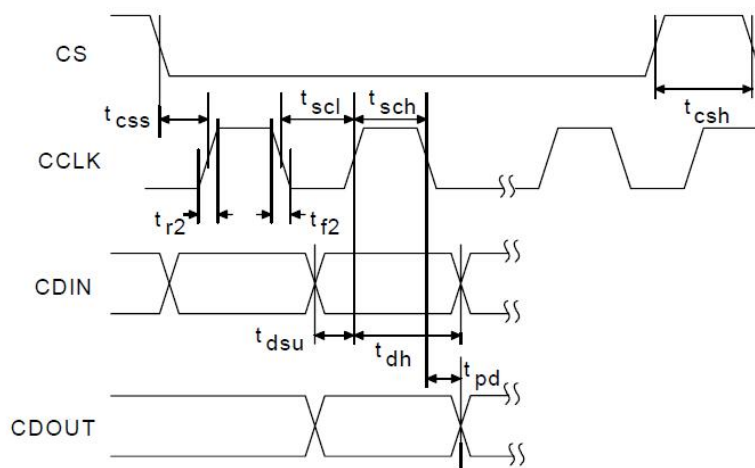 CS
t css
t scl
t sch
t csh
CCLK
t r2
t f2
CDIN
t dsu
t dh
t pd
CDOUT